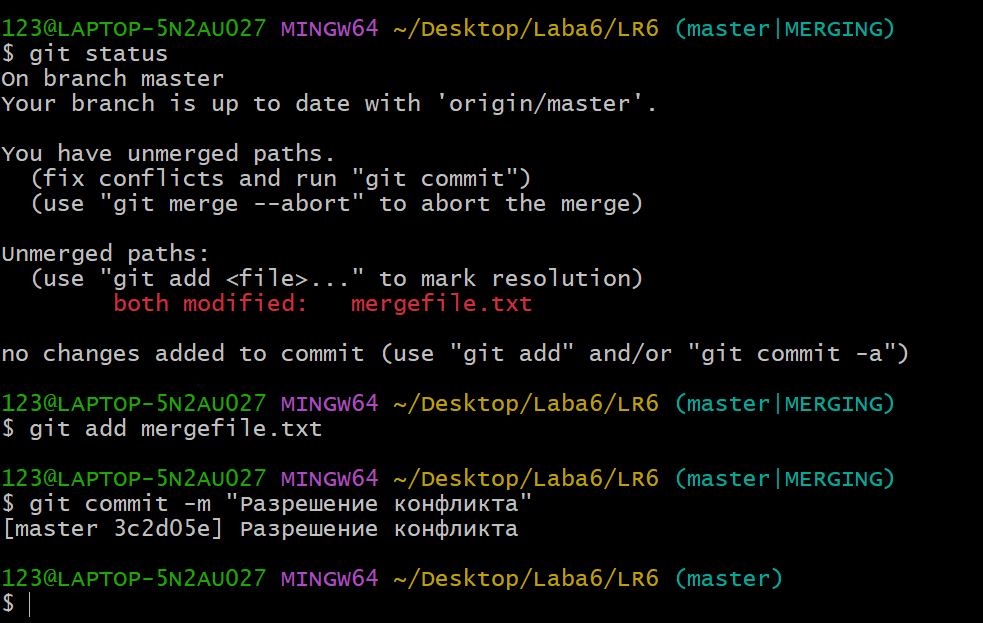 123@LAPTOP-5N2AU027 MINGW64 ~/Desktop/Laba6/LR6 (master|MERGING)
$ git status
On branch master
Your branch is up to date with 'origin/master'.
You have unmerged paths.
(fix conflicts and run "git commit")
(use "git merge --abort" to abort the merge)
Unmerged paths:
(use "git add <file>..." to mark resolution)
both modified:   mergefile.txt
no changes added to commit (use "git add" and/or "git commit -a")
123@LAPTOP-5N2AU027 MINGW64 ~/Desktop/Laba6/LR6 (master|MERGING)
$ git add mergefile.txt
123@LAPTOP-5N2AU027 MINGW64 ~/Desktop/Laba6/LR6 (master|MERGING)
$ git commit -m "Разрешение конфликта"
[master 3c2d05e] Разрешение конфликта
123@LAPTOP-5N2AU027 MINGW64 ~/Desktop/Laba6/LR6 (master)
$